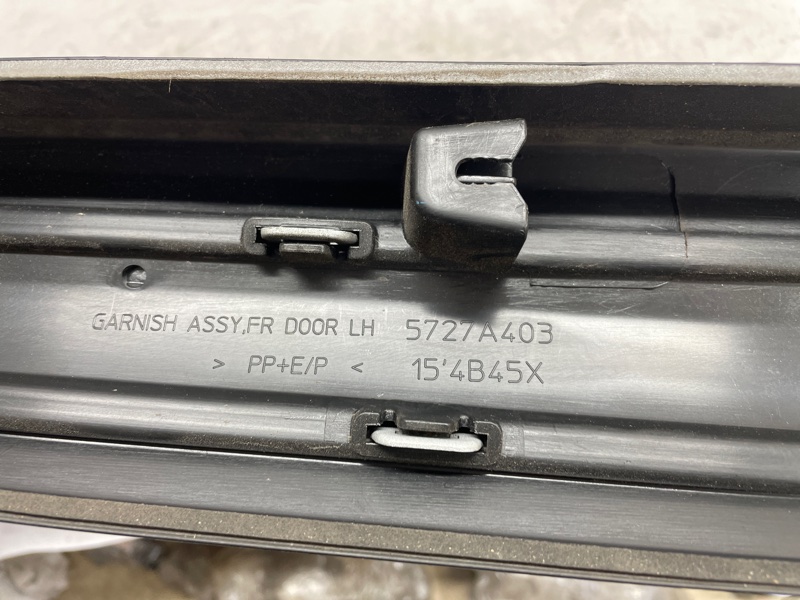 GARNISH ASSY,FR DOOR LH 5727A403
> PP+E/P < 15'4B45X